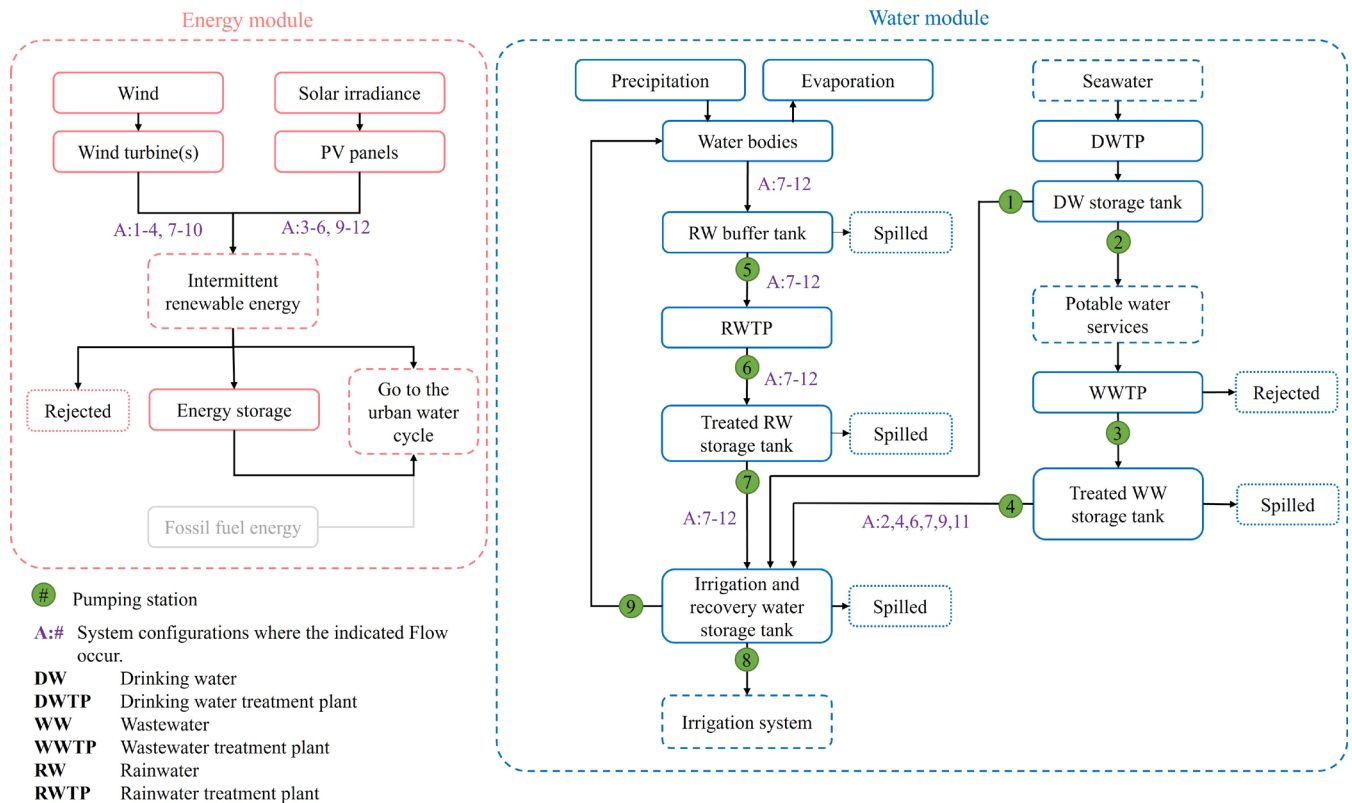 Energy module
Wind
Solar irradiance
Wind turbine(s)
PV panels
A:1-4, 7-10
A:3-6, 9-12
Intermittent
renewable energy
Rejected
Energy storage
Go to the
urban water
cycle
Fossil fuel energy
#
Pumping station
A:#
System configurations where the indicated Flow
occur.
DW
Drinking water
DWTP
Drinking water treatment plant
WW
Wastewater
WWTP
Wastewater treatment plant
RW
Rainwater
RWTP
Rainwater treatment plant
Water module
Precipitation
Evaporation
Seawater
Water bodies
DWTP
A:7-12
1
DW storage tank
RW buffer tank
Spilled
2
5
A:7-12
Potable water
services
RWTP
6
A:7-12
WWTP
Rejected
Treated RW
storage tank
Spilled
3
7
A:7-12
A:2,4,6,7,9,11
4
Treated WW
storage tank
Spilled
9
Irrigation and
recovery water
storage tank
Spilled
8
Irrigation system